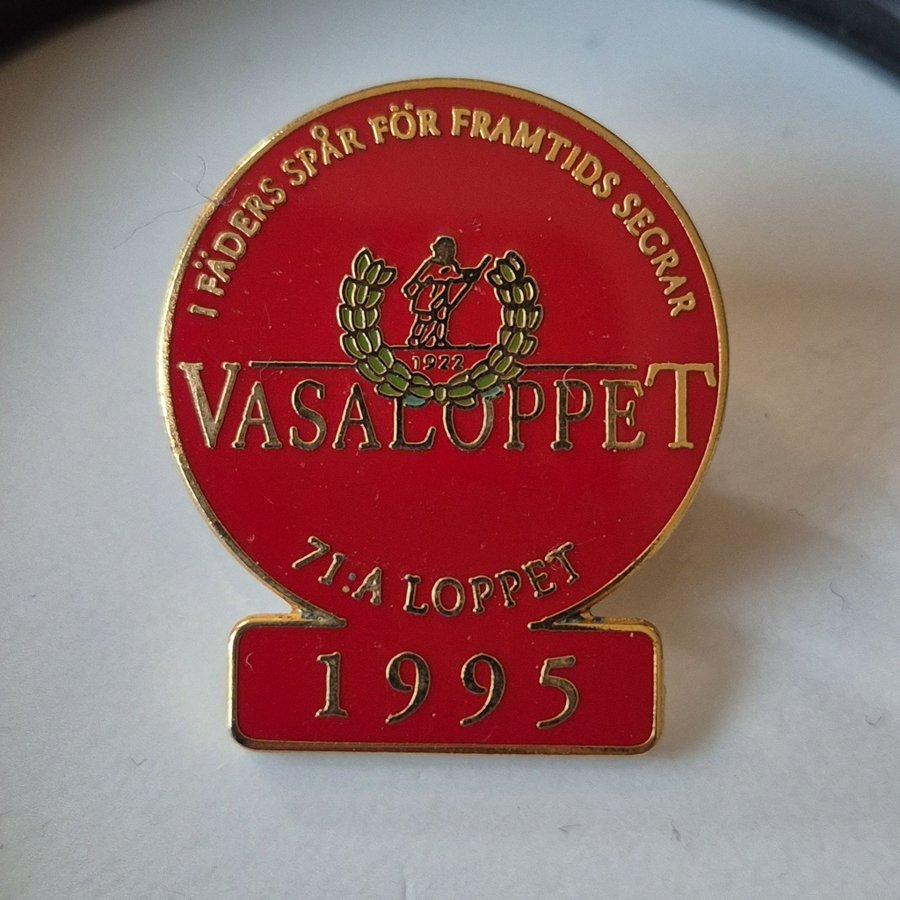 I FÄDERS SPÅR FÖR FRAMTIDS SEGRAR
1922
VASALOPPET
71:A LOPPET
1995